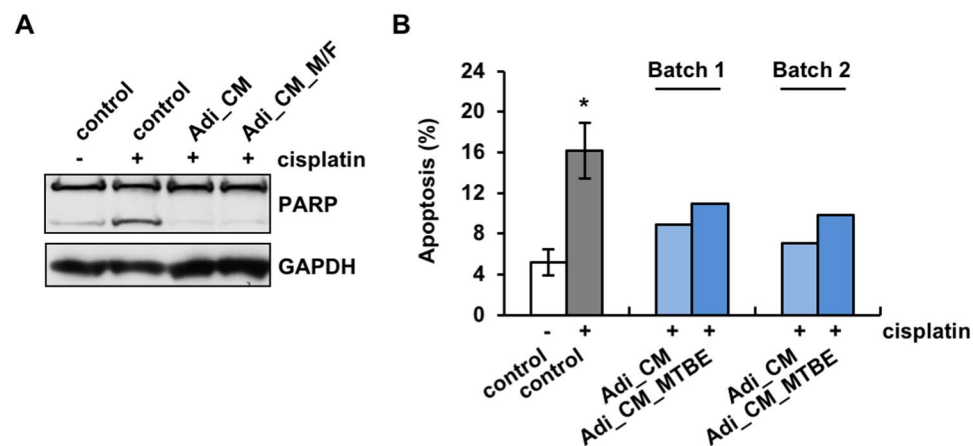 A
control
control
Adi_CM
Adi_CM_M/F
- + + + cisplatin
PARP
GAPDH
B
Batch 1 Batch 2
Apoptosis (%)
24
20
16
12
8
4
0
*
- + + + + + cisplatin
control
control
Adi_CM
Adi_CM_MTBE
Adi_CM
Adi_CM_MTBE